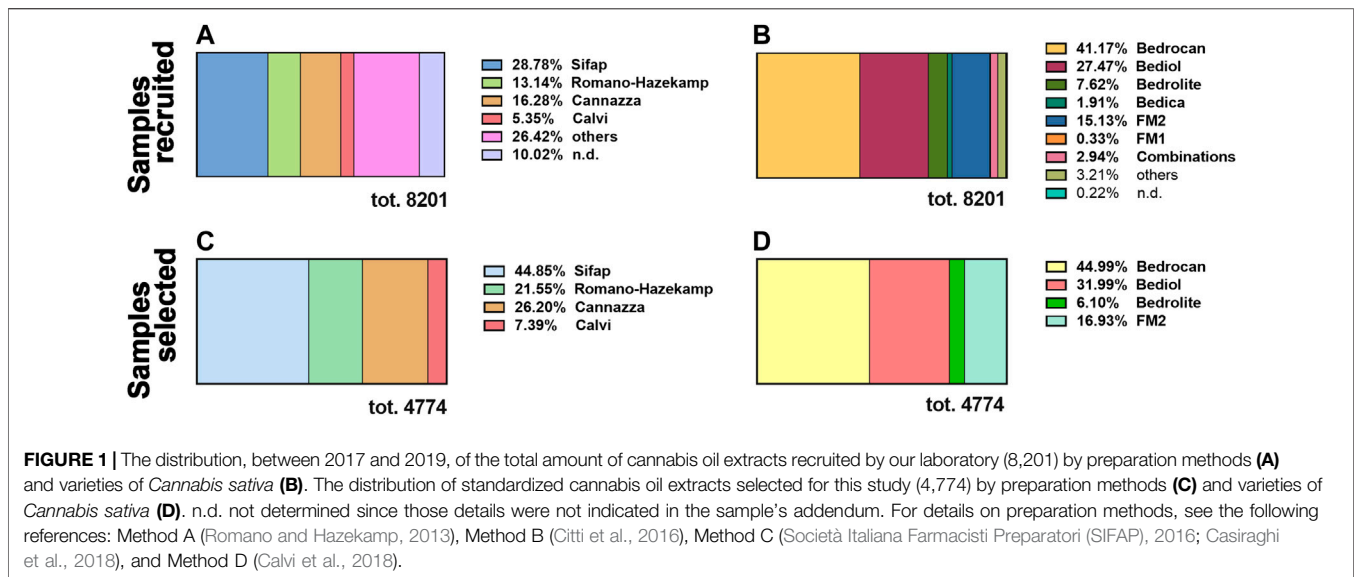 A
Samples recruited
28.78% Sifap
13.14% Romano-Hazekamp
16.28% Cannazza
5.35% Calvi
26.42% others
10.02% n.d.
tot. 8201
B
41.17% Bedrocan
27.47% Bediol
7.62% Bedrolite
1.91% Bedica
15.13% FM2
0.33% FM1
2.94% Combinations
3.21% others
0.22% n.d.
tot. 8201
C
Samples selected
44.85% Sifap
21.55% Romano-Hazekamp
26.20% Cannazza
7.39% Calvi
tot. 4774
D
44.99% Bedrocan
31.99% Bediol
6.10% Bedrolite
16.93% FM2
tot. 4774
FIGURE 1 | The distribution, between 2017 and 2019, of the total amount of cannabis oil extracts recruited by our laboratory (8,201) by preparation methods (A)
and varieties of Cannabis sativa (B). The distribution of standardized cannabis oil extracts selected for this study (4,774) by preparation methods (C) and varieties of
Cannabis sativa (D). n.d. not determined since those details were not indicated in the sample's addendum. For details on preparation methods, see the following
references: Method A (Romano and Hazekamp, 2013), Method B (Citti et al., 2016), Method C (Società Italiana Farmacisti Preparatori (SIFAP), 2016; Casiraghi
et al., 2018), and Method D (Calvi et al., 2018).